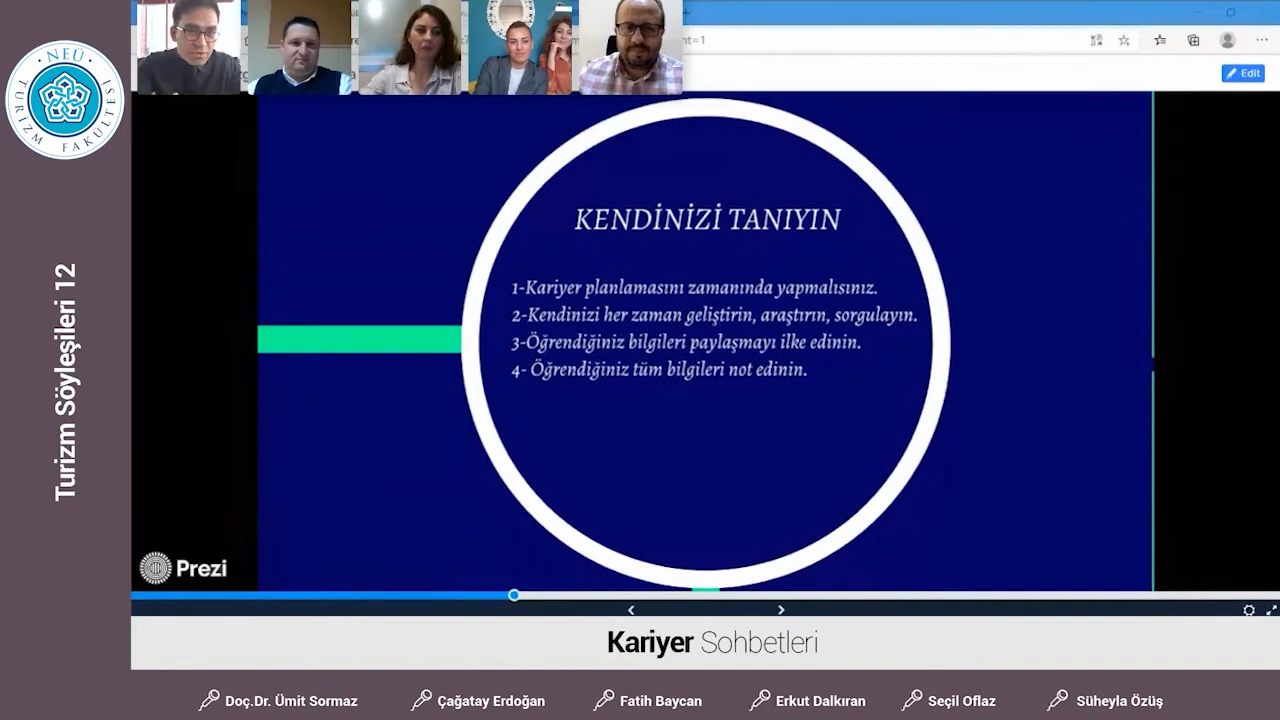 nt=1
Edit
· NEÜ ·
TURİZM FAKÜLTESİ
Turizm Söyleşileri 12
KENDİNİZİ TANIYIN
1-Kariyer planlamasını zamanında yapmalısınız.
2-Kendinizi her zaman geliştirin, araştırın, sorgulayın.
3-Öğrendiğiniz bilgileri paylaşmayı ilke edinin.
4- Öğrendiğiniz tüm bilgileri not edinin.
Prezi
Kariyer Sohbetleri
Doç.Dr. Ümit Sormaz
Çağatay Erdoğan
Fatih Baycan
Erkut Dalkıran
Seçil Oflaz
Süheyla Özüş